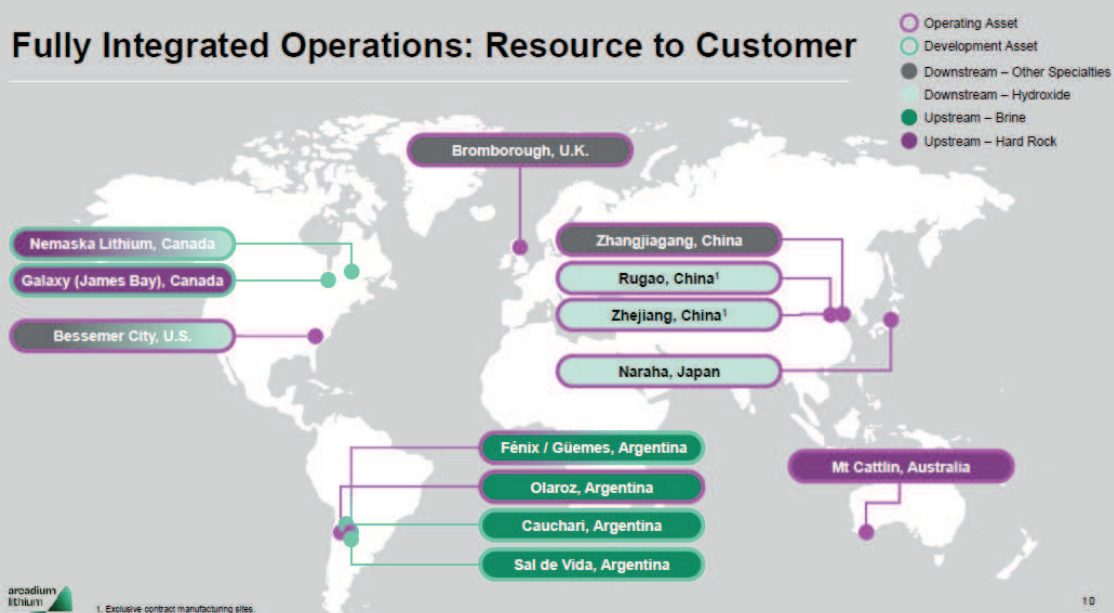 Fully Integrated Operations: Resource to Customer
Operating Asset
Development Asset
Downstream – Other Specialties
Downstream – Hydroxide
Upstream – Brine
Upstream – Hard Rock
Bromborough, U.K.
Nemaska Lithium, Canada
Galaxy (James Bay), Canada
Bessemer City, U.S.
Zhangjiagang, China
Rugao, China¹
Zhejiang, China¹
Naraha, Japan
Fénix / Güemes, Argentina
Olaroz, Argentina
Cauchari, Argentina
Sal de Vida, Argentina
Mt Cattlin, Australia
arcadium
lithium
1. Exclusive contract manufacturing sites.
10